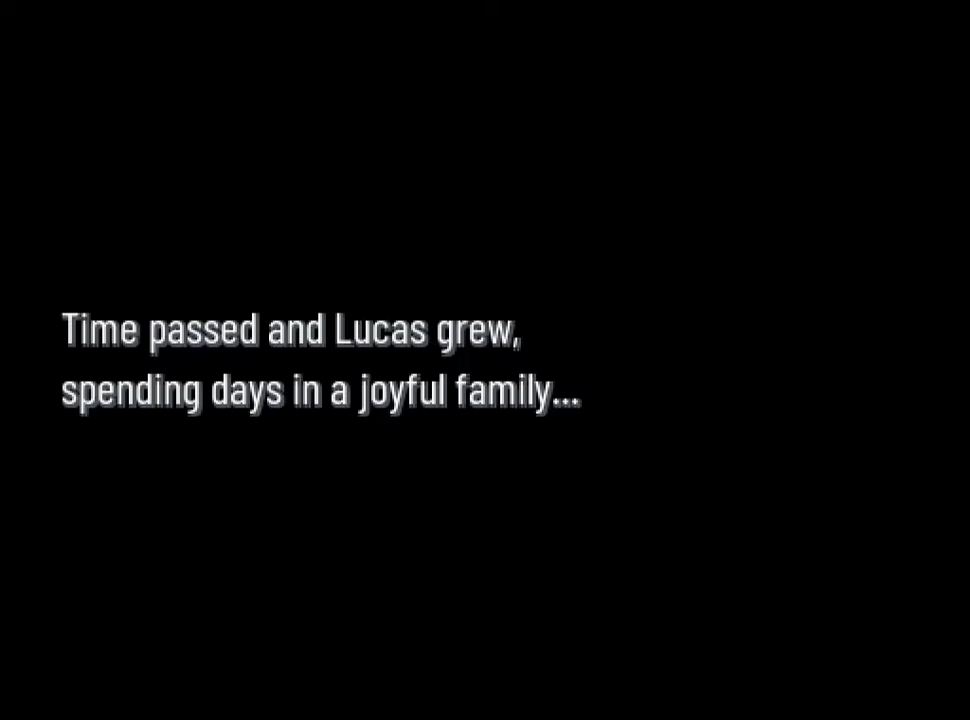 Time passed and Lucas grew,
spending days in a joyful family...